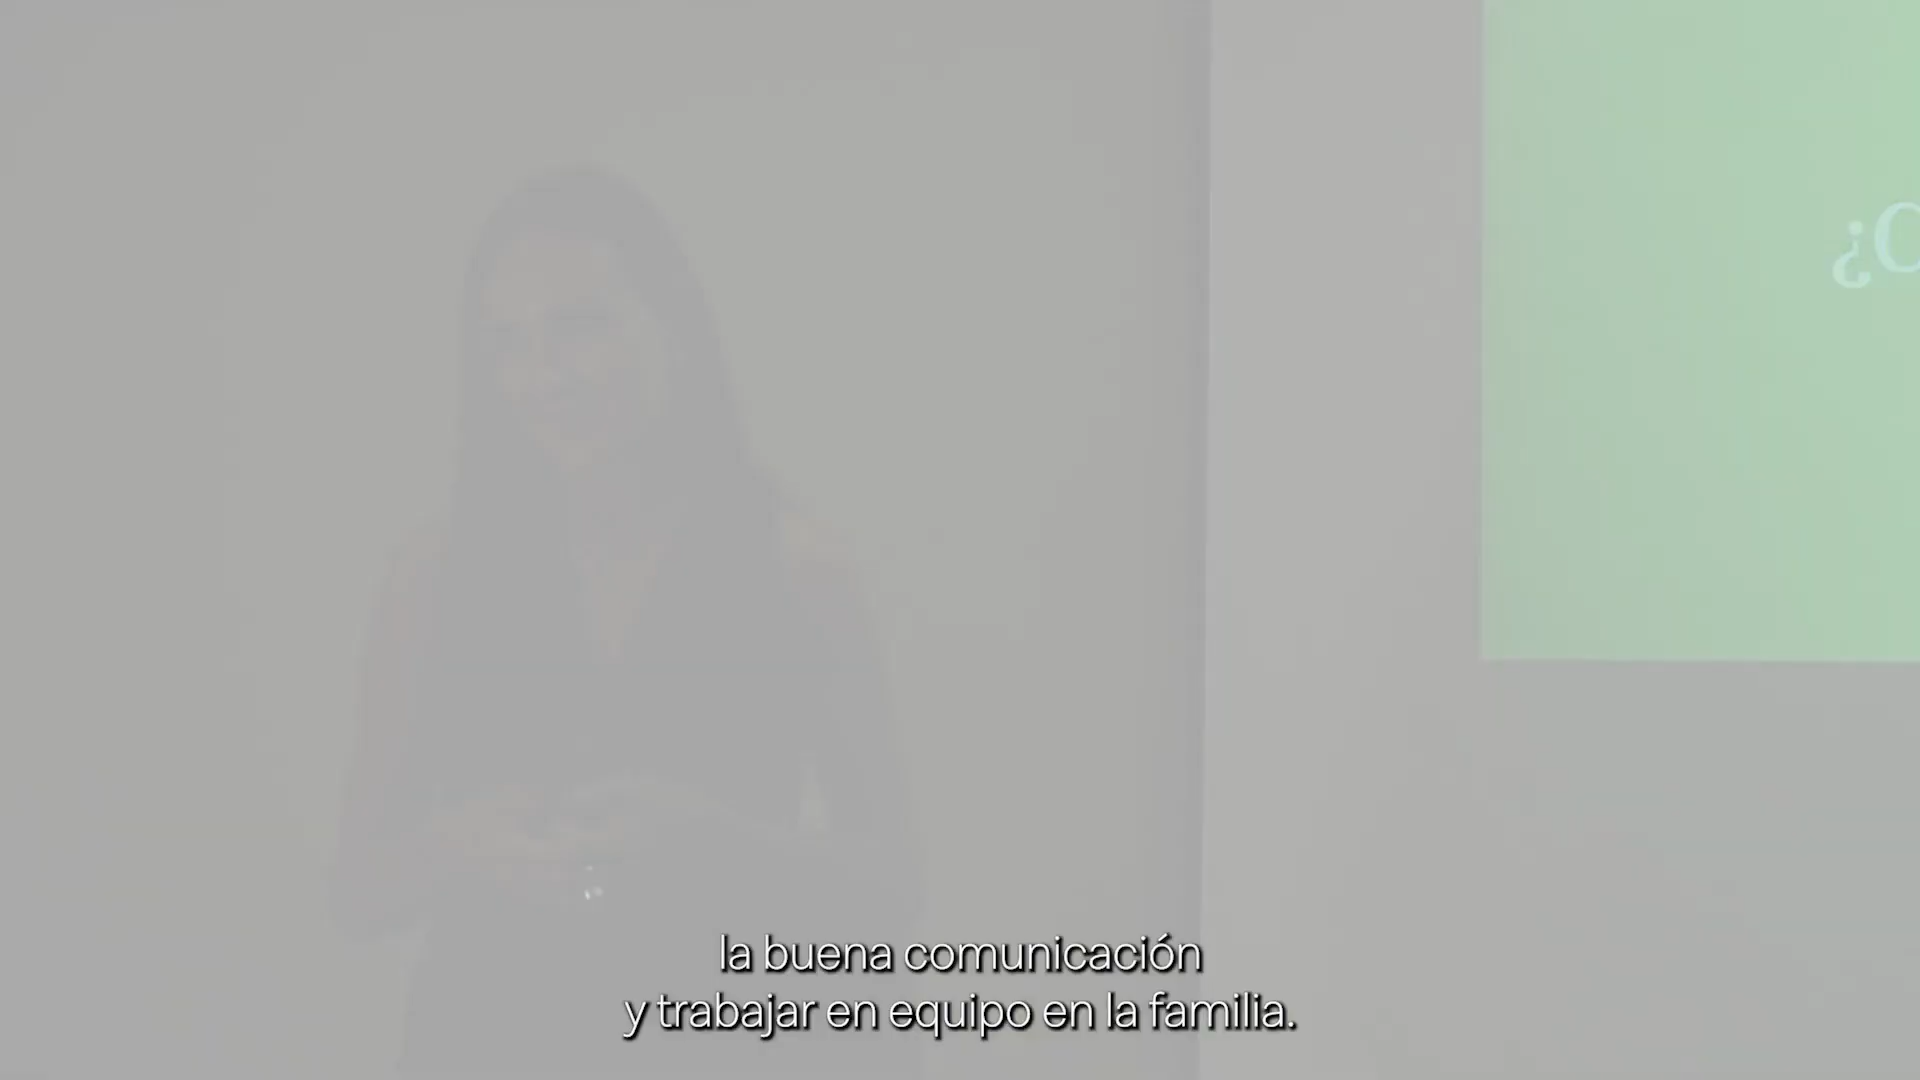 ¿C
la buena comunicación
y trabajar en equipo en la familia.